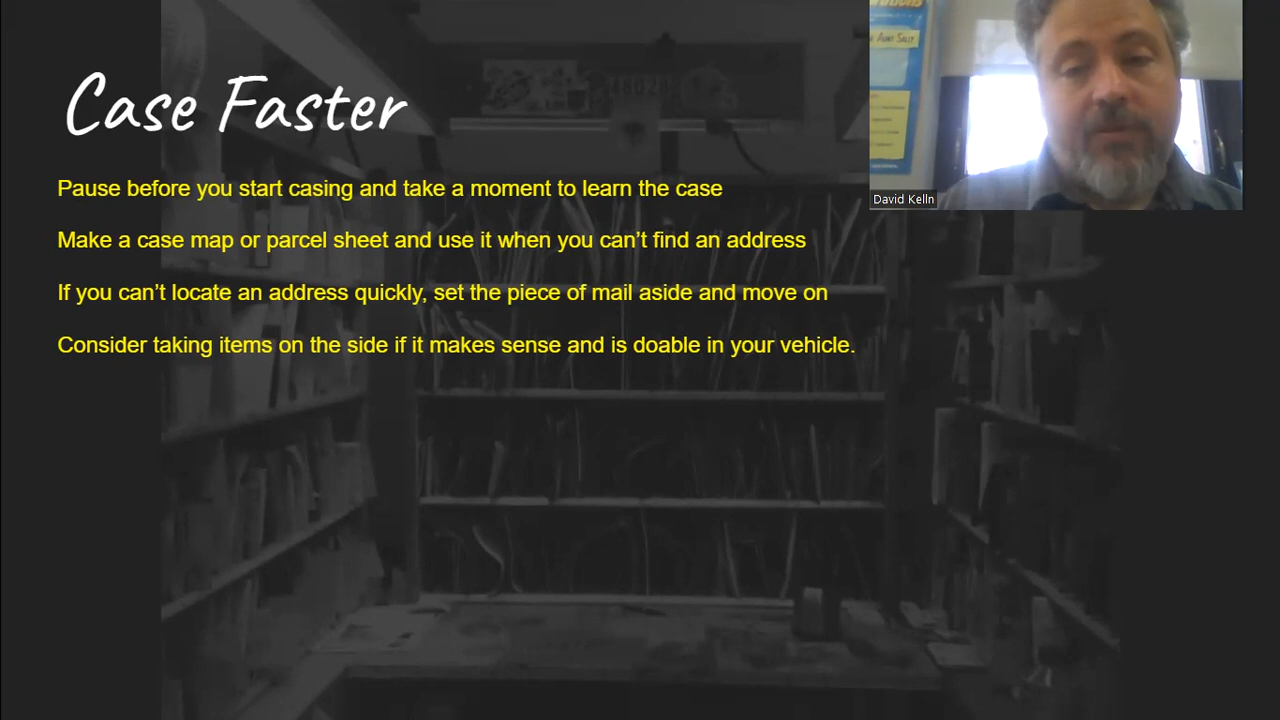 Case Faster
AUNT SALLY
Pause before you start casing and take a moment to learn the case
David Kelln
Make a case map or parcel sheet and use it when you can’t find an address
If you can’t locate an address quickly, set the piece of mail aside and move on
Consider taking items on the side if it makes sense and is doable in your vehicle.